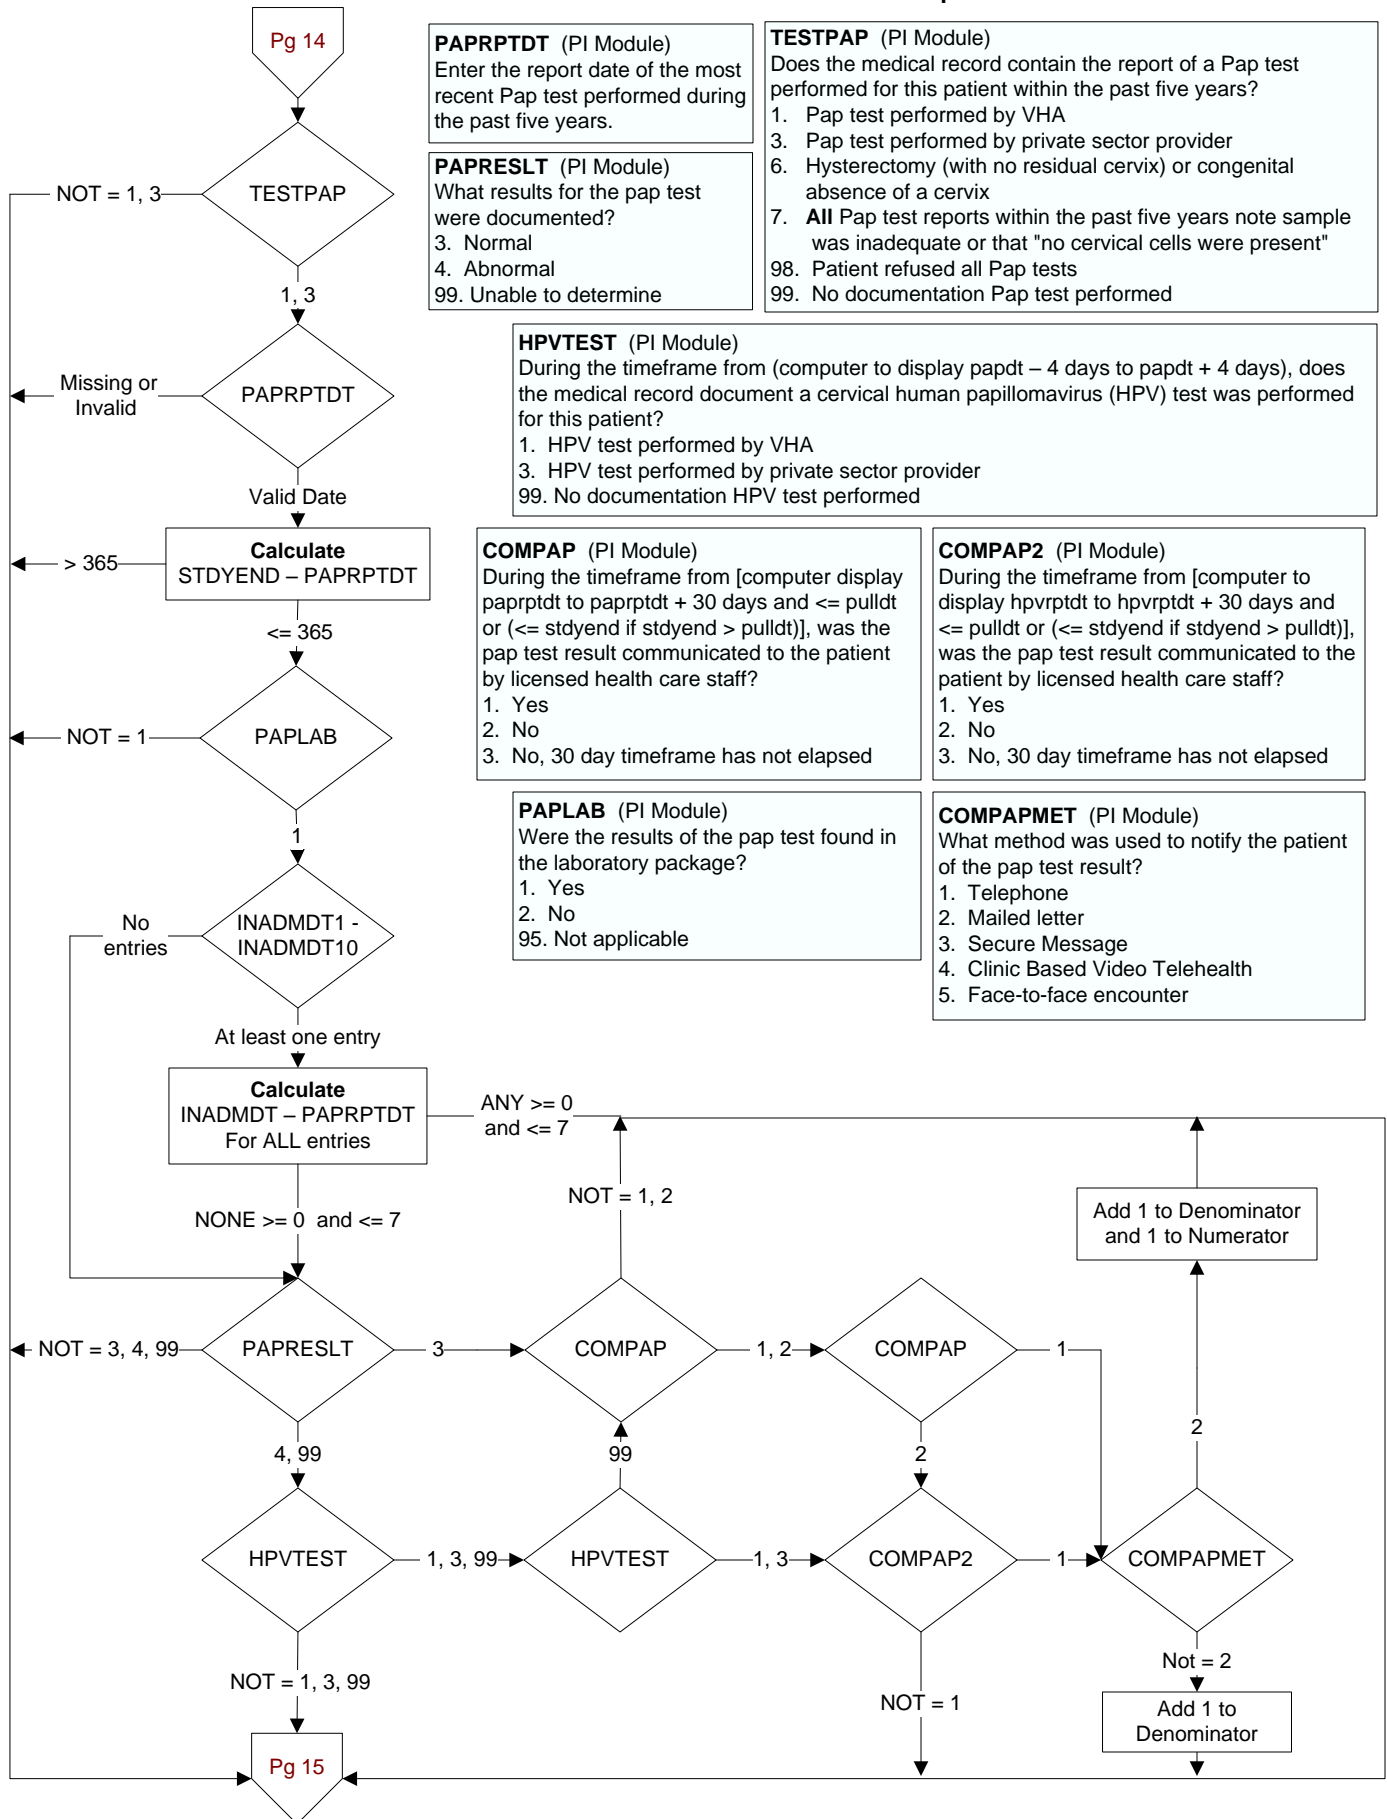 Pg 14
PAPRPTDT (PI Module)
Enter the report date of the most
recent Pap test performed during
the past five years.
TESTPAP (PI Module)
Does the medical record contain the report of a Pap test
performed for this patient within the past five years?
1. Pap test performed by VHA
3. Pap test performed by private sector provider
6. Hysterectomy (with no residual cervix) or congenital
absence of a cervix
7. All Pap test reports within the past five years note sample
was inadequate or that "no cervical cells were present"
98. Patient refused all Pap tests
99. No documentation Pap test performed
PAPRESLT (PI Module)
What results for the pap test
were documented?
3. Normal
4. Abnormal
99. Unable to determine
NOT = 1, 3
TESTPAP
1, 3
HPVTEST (PI Module)
During the timeframe from (computer to display papdt – 4 days to papdt + 4 days), does
the medical record document a cervical human papillomavirus (HPV) test was performed
for this patient?
1. HPV test performed by VHA
3. HPV test performed by private sector provider
99. No documentation HPV test performed
Missing or
Invalid
PAPRPTDT
Valid Date
Calculate
STDYEND – PAPRPTDT
> 365
<= 365
COMPAP (PI Module)
During the timeframe from [computer display
paprptdt to paprptdt + 30 days and <= pulldt
or (<= stdyend if stdyend > pulldt)], was the
pap test result communicated to the patient
by licensed health care staff?
1. Yes
2. No
3. No, 30 day timeframe has not elapsed
COMPAP2 (PI Module)
During the timeframe from [computer to
display hpvrptdt to hpvrptdt + 30 days and
<= pulldt or (<= stdyend if stdyend > pulldt)],
was the pap test result communicated to the
patient by licensed health care staff?
1. Yes
2. No
3. No, 30 day timeframe has not elapsed
NOT = 1
PAPLAB
1
PAPLAB (PI Module)
Were the results of the pap test found in
the laboratory package?
1. Yes
2. No
95. Not applicable
COMPAPMET (PI Module)
What method was used to notify the patient
of the pap test result?
1. Telephone
2. Mailed letter
3. Secure Message
4. Clinic Based Video Telehealth
5. Face-to-face encounter
No
entries
INADMDT1 -
INADMDT10
At least one entry
Calculate
INADMDT – PAPRPTDT
For ALL entries
ANY >= 0
and <= 7
NONE >= 0 and <= 7
NOT = 1, 2
Add 1 to Denominator
and 1 to Numerator
NOT = 3, 4, 99
PAPRESLT
3
COMPAP
1, 2
COMPAP
1
4, 99
99
2
2
HPVTEST
1, 3, 99
HPVTEST
1, 3
COMPAP2
1
COMPAPMET
NOT = 1, 3, 99
NOT = 1
Not = 2
Add 1 to
Denominator
Pg 15